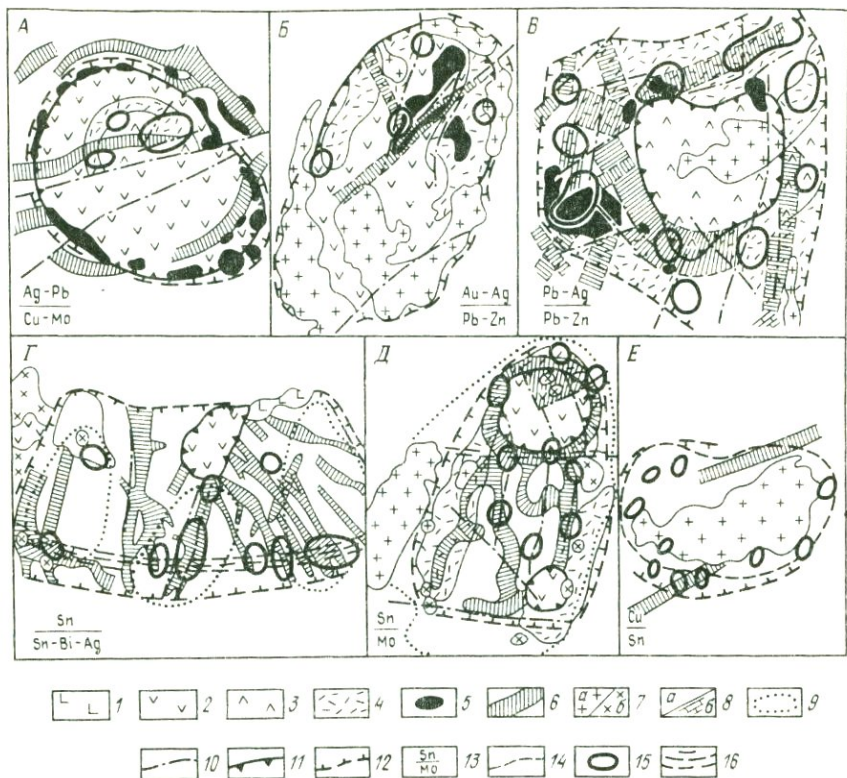 А Б В
Ag-Pb
Cu-Mo
Au-Ag
Pb-Zn
Pb-Ag
Pb-Zn
Г Д Е
Sn
Sn-Bi-Ag
Sn
Mo
Cu
Sn
1 2 3 4 5 6 а б 7 а б 8 9
10 11 12 Sn Mo 13 14 15 16